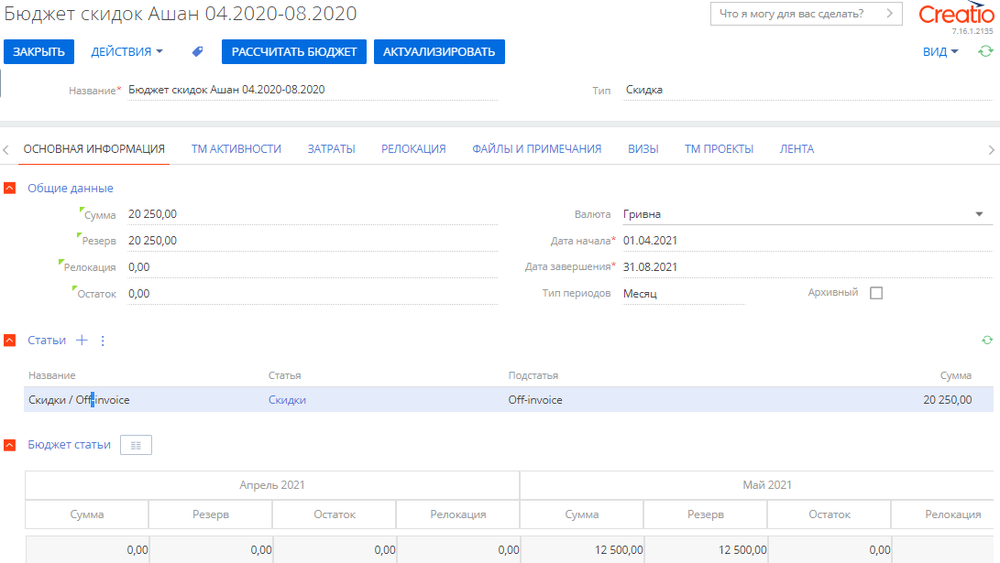 Бюджет скидок Ашан 04.2020-08.2020
Что я могу для вас сделать?
Creatio
7.16.1.2135
ЗАКРЫТЬ ДЕЙСТВИЯ РАССЧИТАТЬ БЮДЖЕТ АКТУАЛИЗИРОВАТЬ ВИД
Название* Бюджет скидок Ашан 04.2020-08.2020 Тип Скидка
ОСНОВНАЯ ИНФОРМАЦИЯ ТМ АКТИВНОСТИ ЗАТРАТЫ РЕЛОКАЦИЯ ФАЙЛЫ И ПРИМЕЧАНИЯ ВИЗЫ ТМ ПРОЕКТЫ ЛЕНТА
Общие данные
Сумма 20 250,00 Валюта Гривна
Резерв 20 250,00 Дата начала* 01.04.2021
Релокация 0,00 Дата завершения* 31.08.2021
Остаток 0,00 Тип периодов Месяц Архивный
Статьи
Название Статья Подстатья Сумма
Скидки / Off-invoice Скидки Off-invoice 20 250,00
Бюджет статьи
Апрель 2021 Май 2021
Сумма Резерв Остаток Релокация Сумма Резерв Остаток Релокация
0,00 0,00 0,00 0,00 12 500,00 12 500,00 0,00